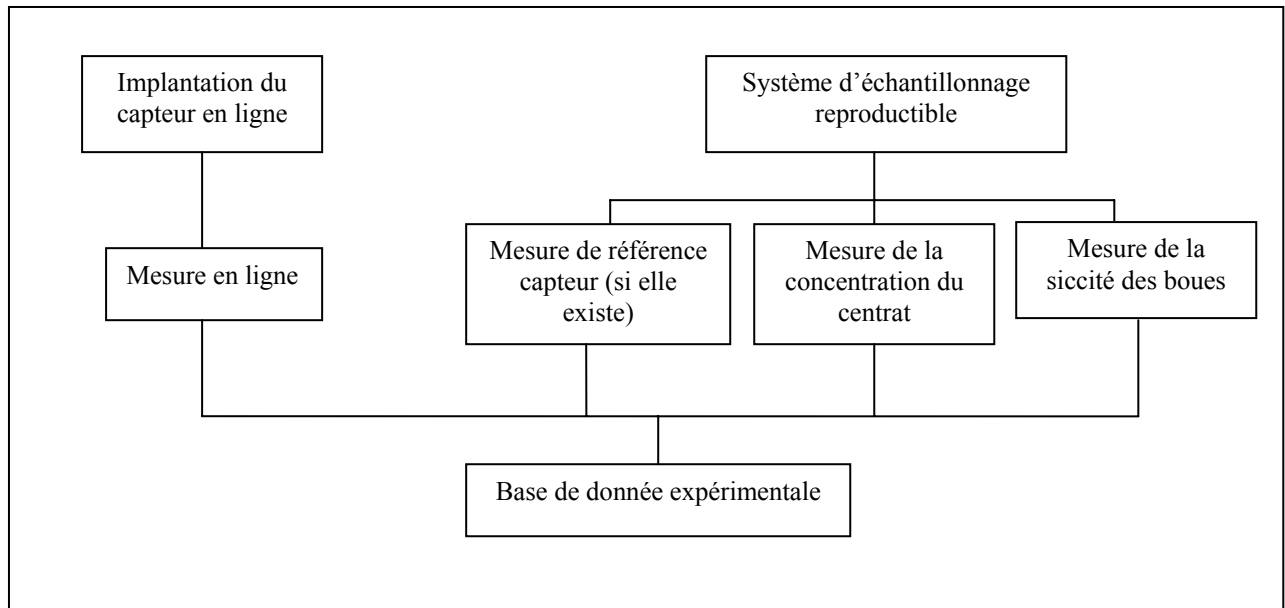 Implantation du
capteur en ligne
Système d’échantillonnage
reproductible
Mesure en ligne
Mesure de référence
capteur (si elle
existe)
Mesure de la
concentration du
centrat
Mesure de la
siccité des boues
Base de donnée expérimentale